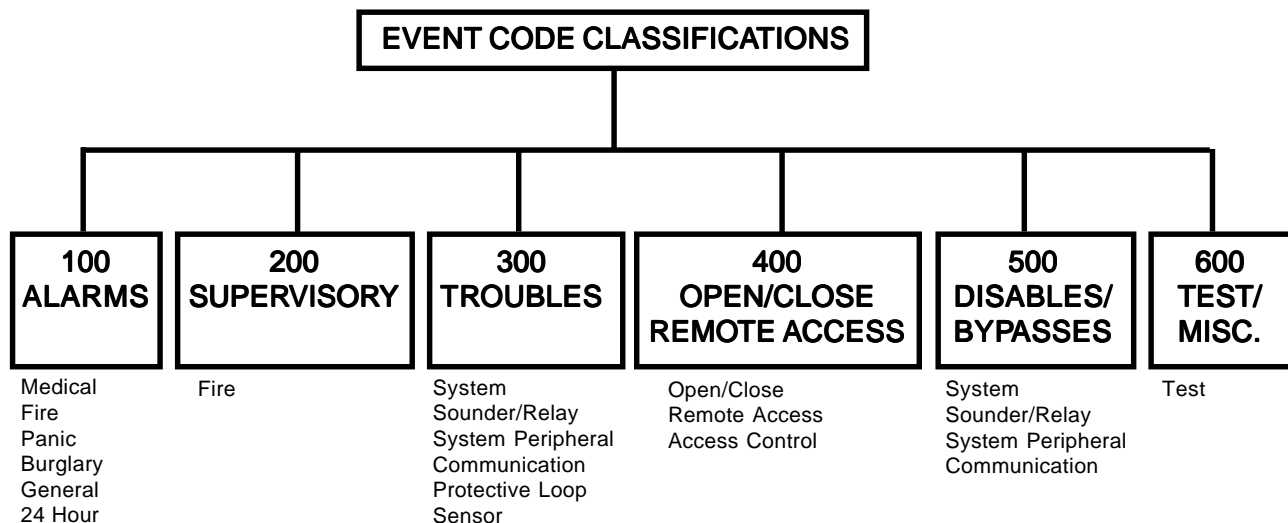 EVENT CODE CLASSIFICATIONS
100
ALARMS
Medical
Fire
Panic
Burglary
General
24 Hour
200
SUPERVISORY
Fire
300
TROUBLES
System
Sounder/Relay
System Peripheral
Communication
Protective Loop
Sensor
400
OPEN/CLOSE
REMOTE ACCESS
Open/Close
Remote Access
Access Control
500
DISABLES/
BYPASSES
System
Sounder/Relay
System Peripheral
Communication
600
TEST/
MISC.
Test